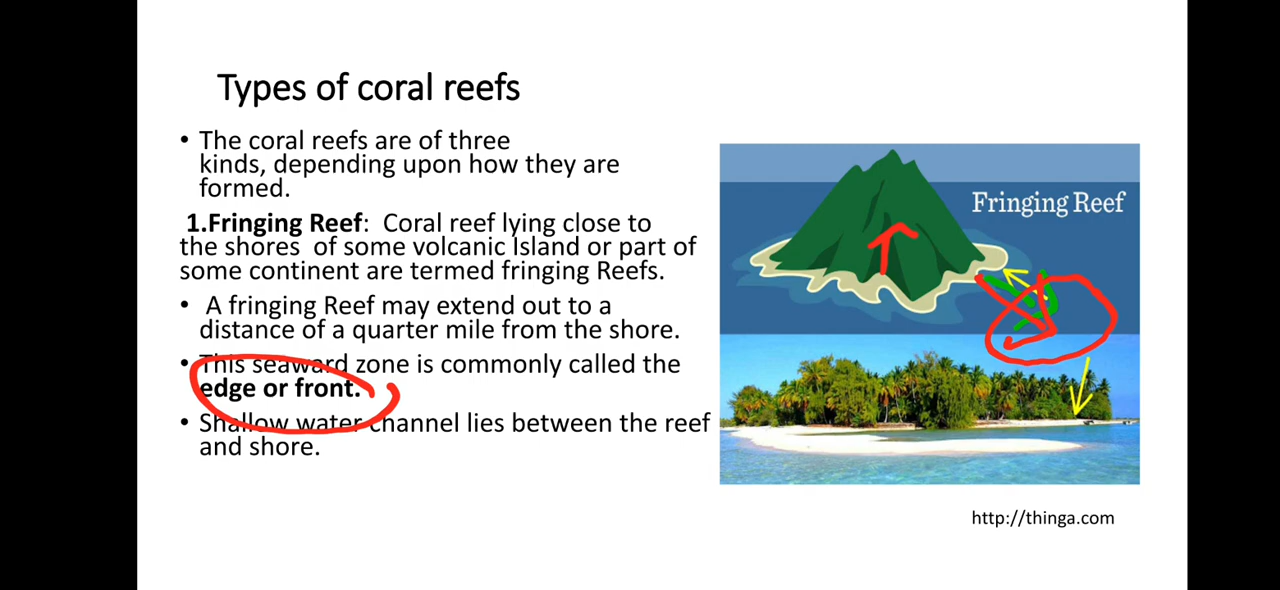 Types of coral reefs
• The coral reefs are of three
kinds, depending upon how they are
formed.
1.Fringing Reef: Coral reef lying close to
the shores of some volcanic Island or part of
some continent are termed fringing Reefs.
• A fringing Reef may extend out to a
distance of a quarter mile from the shore.
• This seaward zone is commonly called the
edge or front.
• Shallow water channel lies between the reef
and shore.
Fringing Reef
http://thinga.com